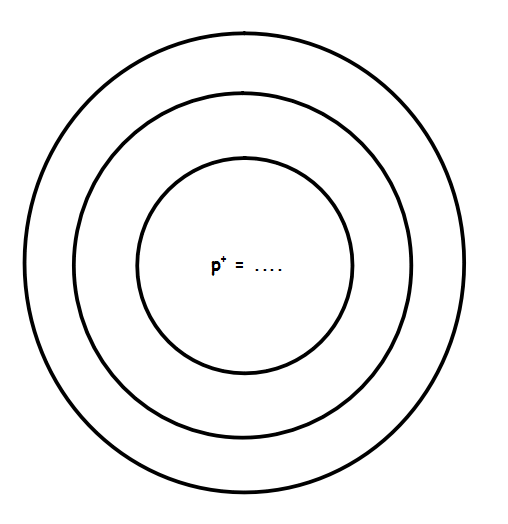 p⁺ = ....